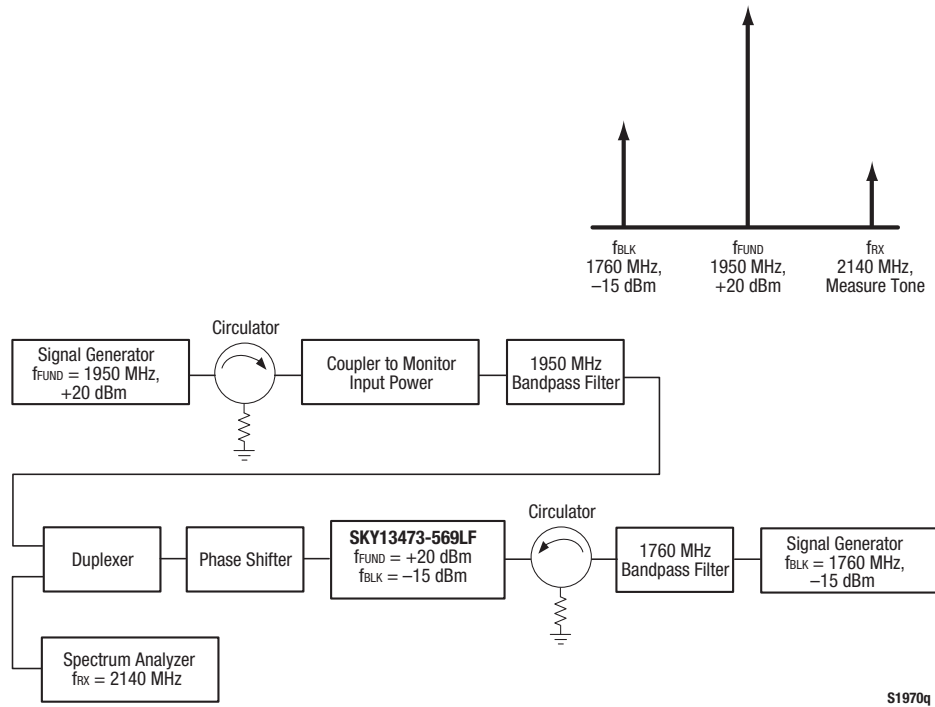 fBLK
1760 MHz,
–15 dBm
fFUND
1950 MHz,
+20 dBm
fRX
2140 MHz,
Measure Tone
Circulator
Signal Generator
fFUND = 1950 MHz,
+20 dBm
Coupler to Monitor
Input Power
1950 MHz
Bandpass Filter
Circulator
Duplexer
Phase Shifter
SKY13473-569LF
fFUND = +20 dBm
fBLK = –15 dBm
1760 MHz
Bandpass Filter
Signal Generator
fBLK = 1760 MHz,
–15 dBm
Spectrum Analyzer
fRX = 2140 MHz
S1970q